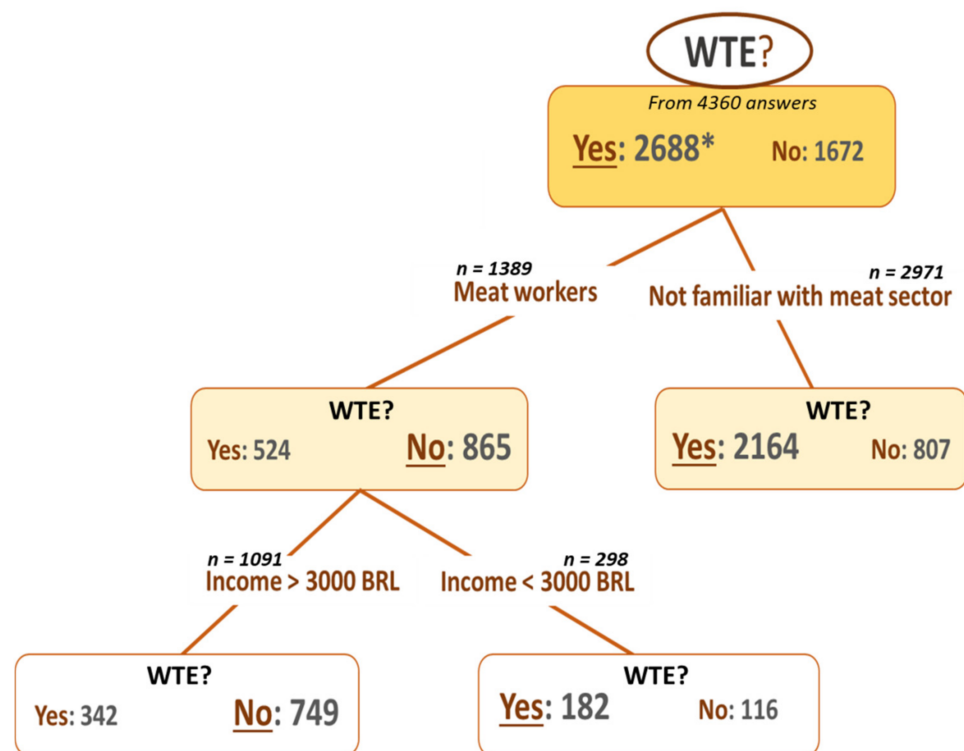 WTE?
From 4360 answers
Yes: 2688* No: 1672
n = 1389
Meat workers
n = 2971
Not familiar with meat sector
WTE?
Yes: 524 No: 865
WTE?
Yes: 2164 No: 807
n = 1091
Income > 3000 BRL
n = 298
Income < 3000 BRL
WTE?
Yes: 342 No: 749
WTE?
Yes: 182 No: 116